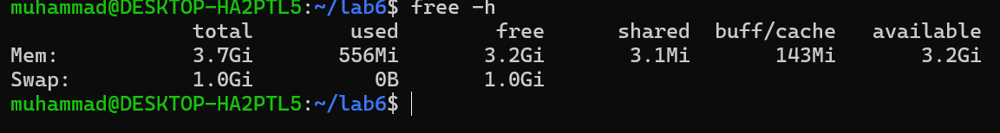 muhammad@DESKTOP-HA2PTL5:~/lab6$ free -h
               total        used        free      shared  buff/cache   available
Mem:           3.7Gi       556Mi       3.2Gi       3.1Mi       143Mi       3.2Gi
Swap:          1.0Gi          0B       1.0Gi
muhammad@DESKTOP-HA2PTL5:~/lab6$